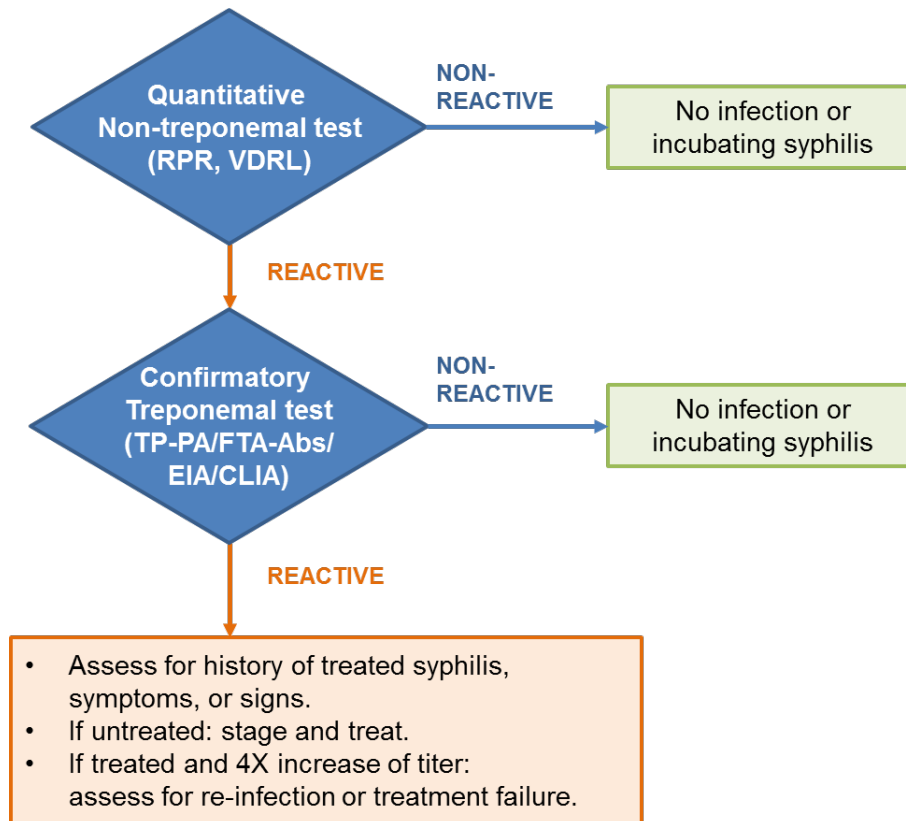 Quantitative
Non-treponemal test
(RPR, VDRL)
NON-
REACTIVE
No infection or
incubating syphilis
REACTIVE
Confirmatory
Treponemal test
(TP-PA/FTA-Abs/
EIA/CLIA)
NON-
REACTIVE
No infection or
incubating syphilis
REACTIVE
• Assess for history of treated syphilis,
symptoms, or signs.
• If untreated: stage and treat.
• If treated and 4X increase of titer:
assess for re-infection or treatment failure.